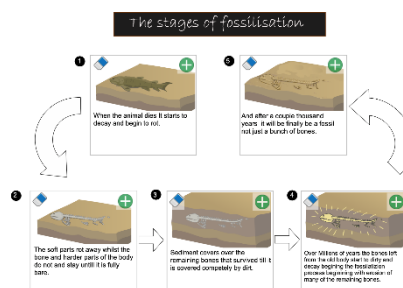 The stages of fossilisation
1
When the animal dies it starts to
decay and begin to rot.
5
And after a couple thousand
years it will be finally be a fossil
not just a bunch of bones.
2
The soft parts rot away whilst the
bone and harder parts of the body
do not and stay until it is fully
bare.
3
Sediment covers over the
remaining bones that survived till it
is covered completely by dirt.
4
Over Millions of years the bones left
from the old body start to dirty and
decay begining the fossilization
process beginning with erosion of
many of the remaining bones.